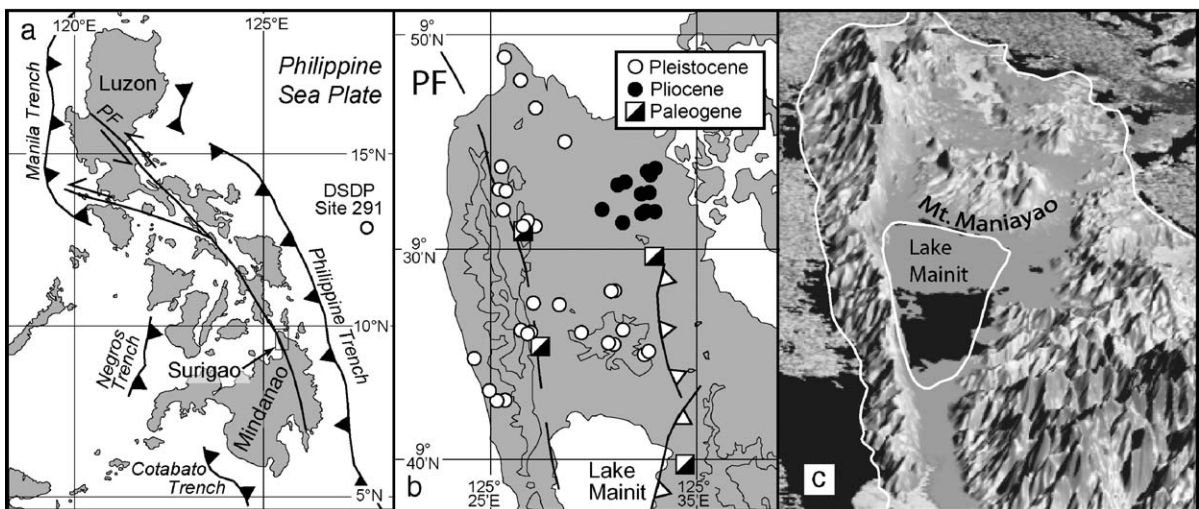 a
120°E
125°E
Philippine
Sea Plate
Luzon
Manila Trench
PF
15°N
DSDP
Site 291
Philippine Trench
10°N
Negros
Trench
Surigao
Mindanao
Cotabato
Trench
5°N
9°
50'N
PF
Pleistocene
Pliocene
Paleogene
9°
30'N
9°
40'N
b
125°
25'E
Lake
Mainit
125°
35'E
Mt. Maniayao
Lake
Mainit
c